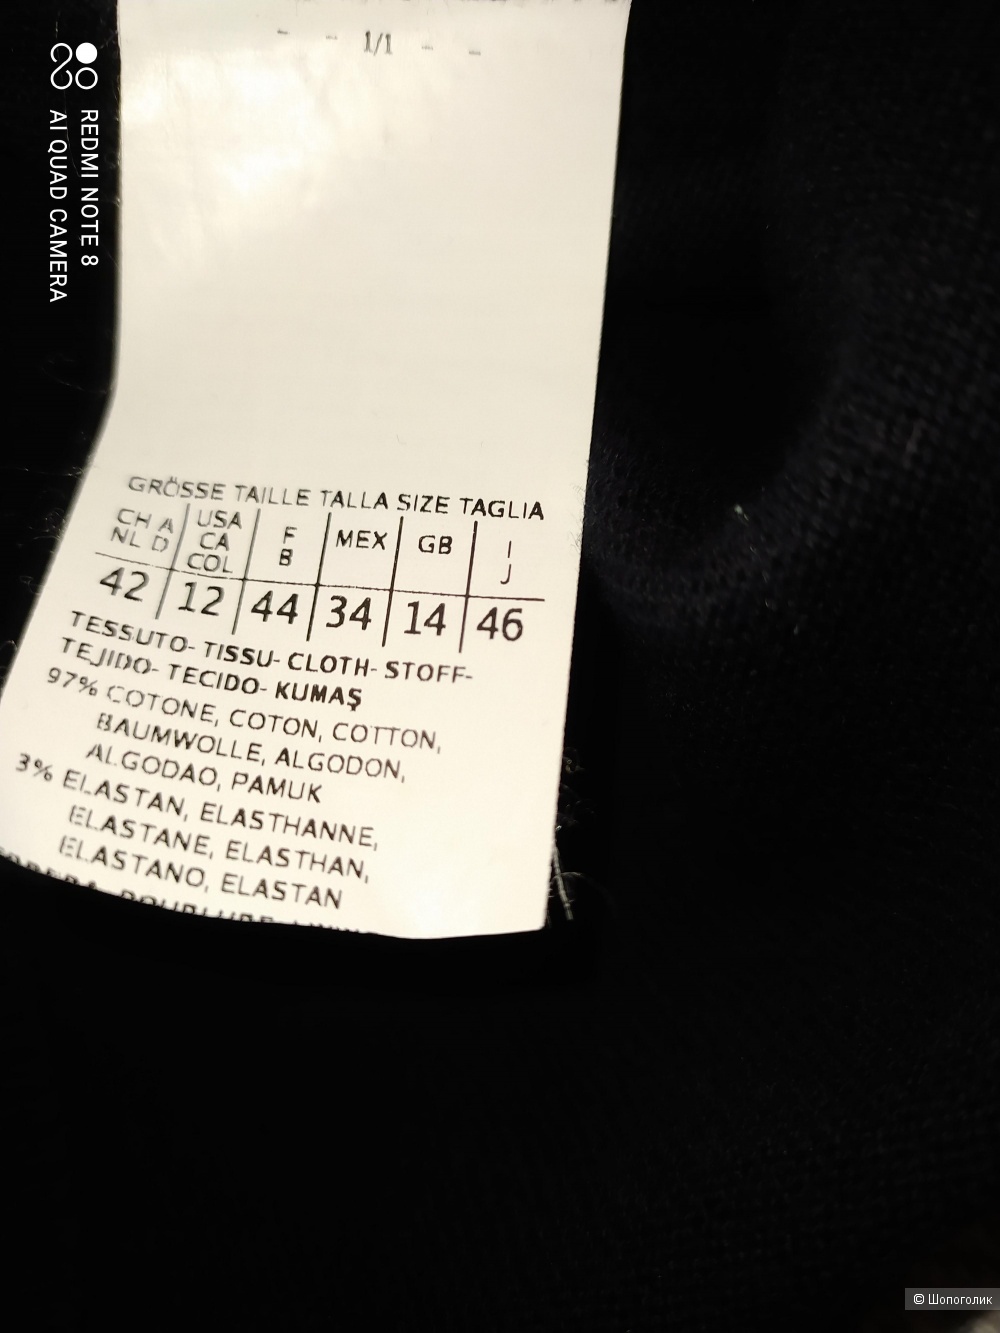 REDMI NOTE 8
AI QUAD CAMERA
- - 1/1 - -
GRÖSSE TAILLE TALLA SIZE TAGLIA
CH A USA F MEX GB I
NL D CA B J
COL
42 12 44 34 14 46
TESSUTO- TISSU- CLOTH- STOFF-
TEJIDO- TECIDO- KUMAŞ
97% COTONE, COTON, COTTON,
BAUMWOLLE, ALGODON,
ALGODAO, PAMUK
3% ELASTAN, ELASTHANNE,
ELASTANE, ELASTHAN,
ELASTANO, ELASTAN
© Шопоголик